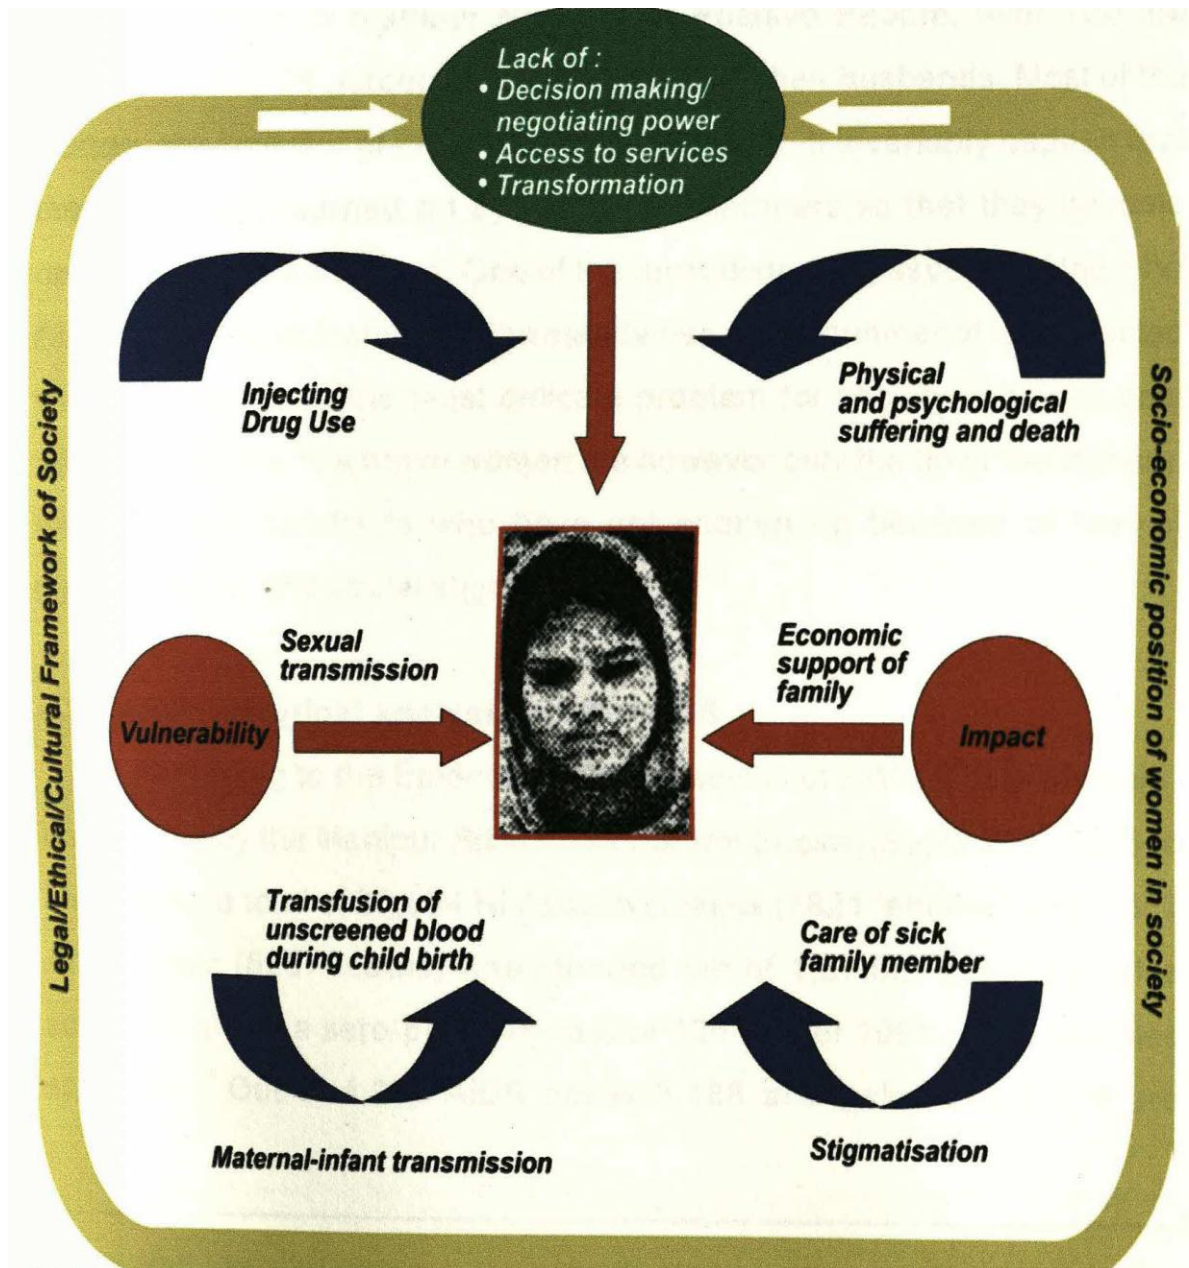 Lack of :
• Decision making/
negotiating power
• Access to services
• Transformation
Injecting
Drug Use
Physical
and psychological
suffering and death
Legal/Ethical/Cultural Framework of Society
Socio-economic position of women in society
Sexual
transmission
Economic
support of
family
Vulnerability
Impact
Transfusion of
unscreened blood
during child birth
Care of sick
family member
Maternal-infant transmission
Stigmatisation